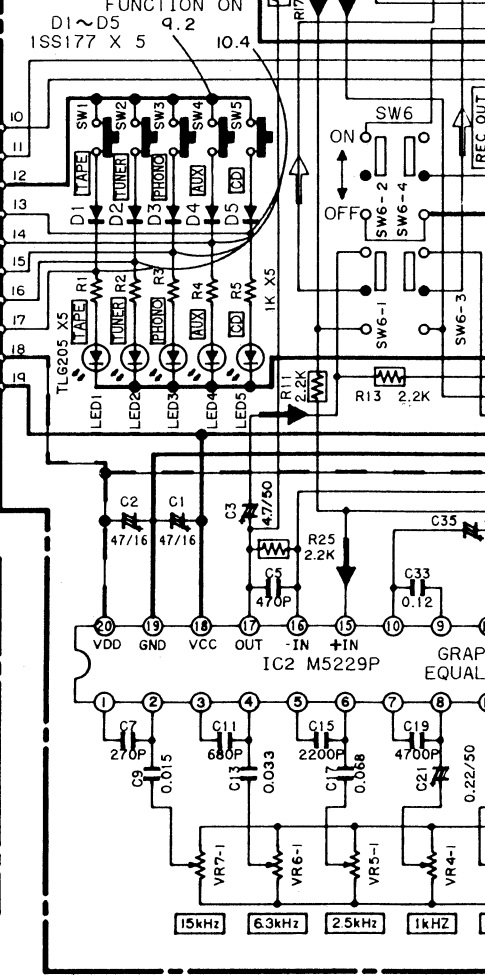 FUNCTION ON
D1~D5 9.2
1SS177 X 5 10.4
R17
SW1 SW2 SW3 SW4 SW5
SW6
REC OUT
10
11
12
13
14
15
16
17
18
19
TAPE TUNER PHONO AUX CD
ON
OFF
SW6-2 SW6-4
D1 D2 D3 D4 D5
R1 R2 R3 R4 R5
1K X5
SW6-1 SW6-3
TAPE TUNER PHONO AUX CD
TLG205 X5
LED1 LED2 LED3 LED4 LED5
R11 2.2K
R13 2.2K
C2 C1
47/16 47/16
C3 4.7/50
R25
2.2K
C35
C5
470P
C33
0.12
20 19 18 17 16 15 10 9
VDD GND VCC OUT -IN +IN
IC2 M5229P
GRAP
EQUAL
1 2 3 4 5 6 7 8
C7 C11 C15 C19
270P 680P 2200P 4700P
C9 0.015 C13 0.033 C17 0.068 C21 0.22/50
VR7-1 VR6-1 VR5-1 VR4-1
15kHz 6.3kHz 2.5kHz 1kHZ